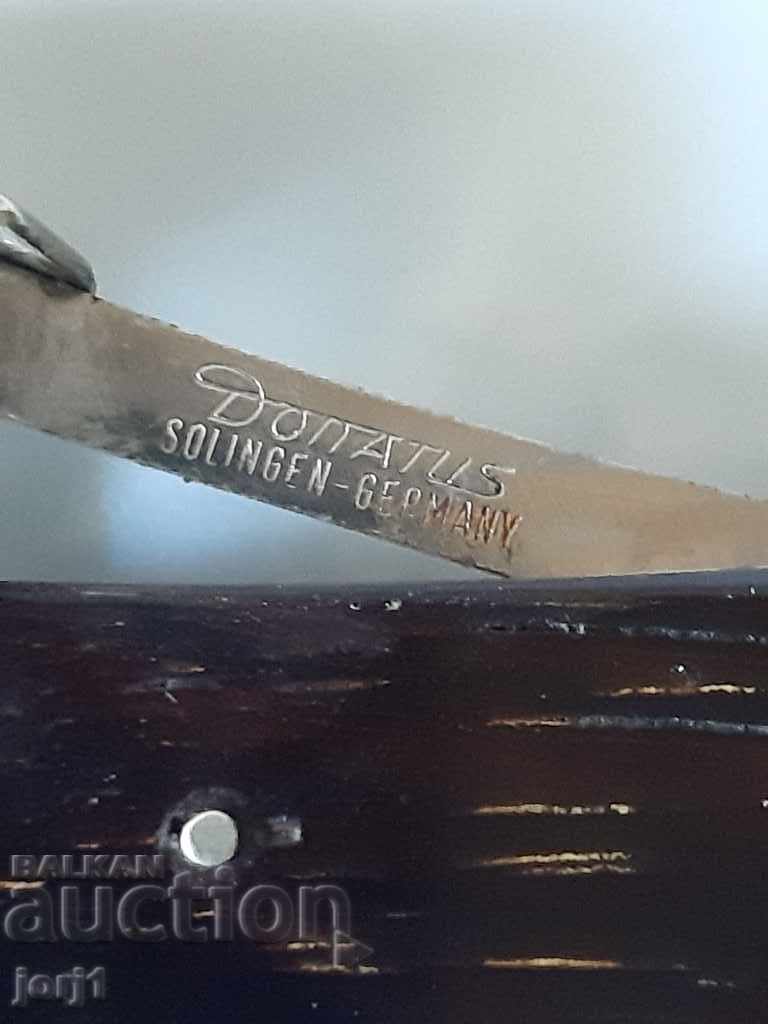 Donatus
SOLINGEN-GERMANY
BALKAN
auction
jorj1